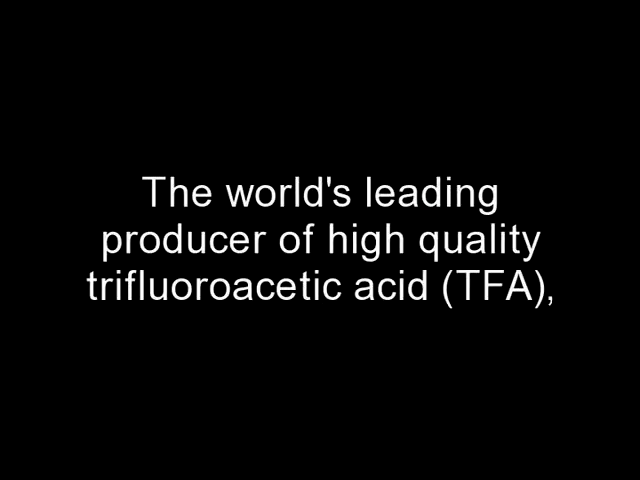 The world's leading
producer of high quality
trifluoroacetic acid (TFA),